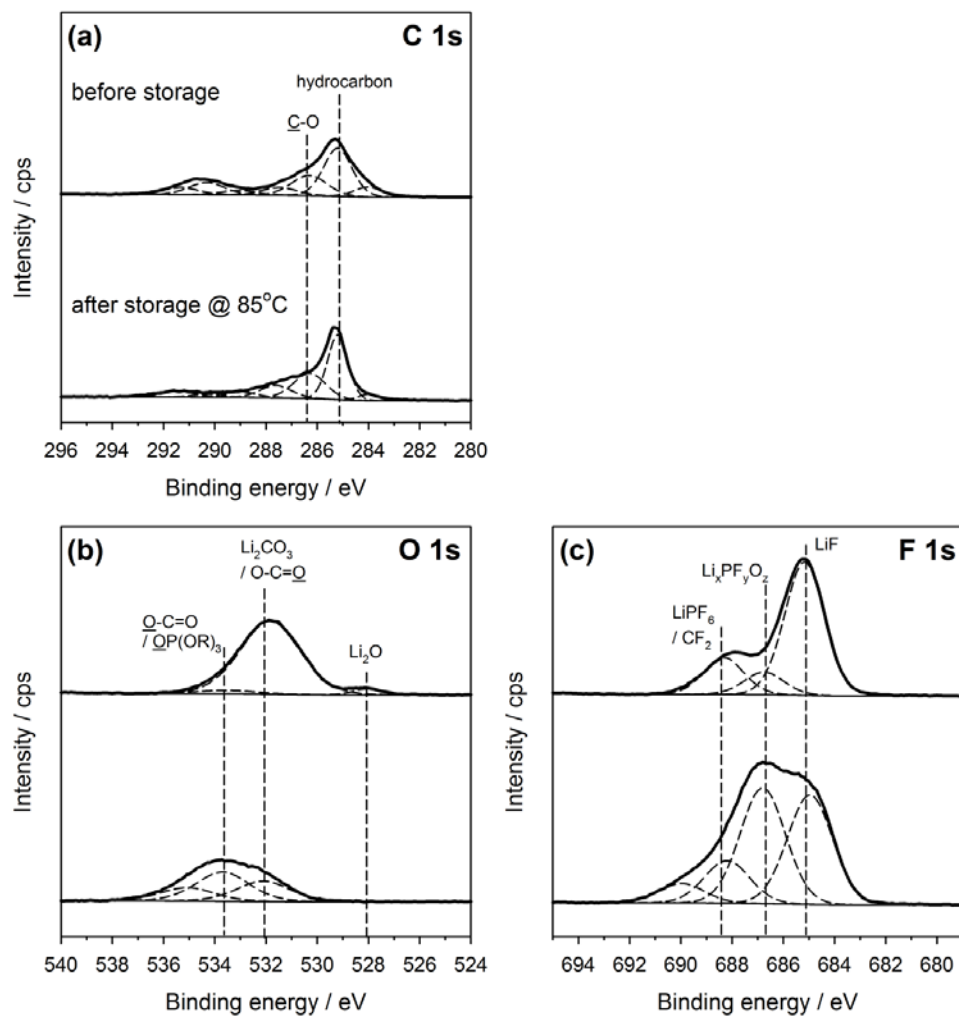 (a)
C 1s
before storage
hydrocarbon
C-O
after storage @ 85°C
Intensity / cps
296 294 292 290 288 286 284 282 280
Binding energy / eV
(b)
O 1s
Li₂CO₃
/ O-C=O
O-C=O
/ OP(OR)₃
Li₂O
Intensity / cps
540 538 536 534 532 530 528 526 524
Binding energy / eV
(c)
F 1s
LiF
LiₓPFᵧO_z
LiPF₆
/ CF₂
Intensity / cps
694 692 690 688 686 684 682 680
Binding energy / eV